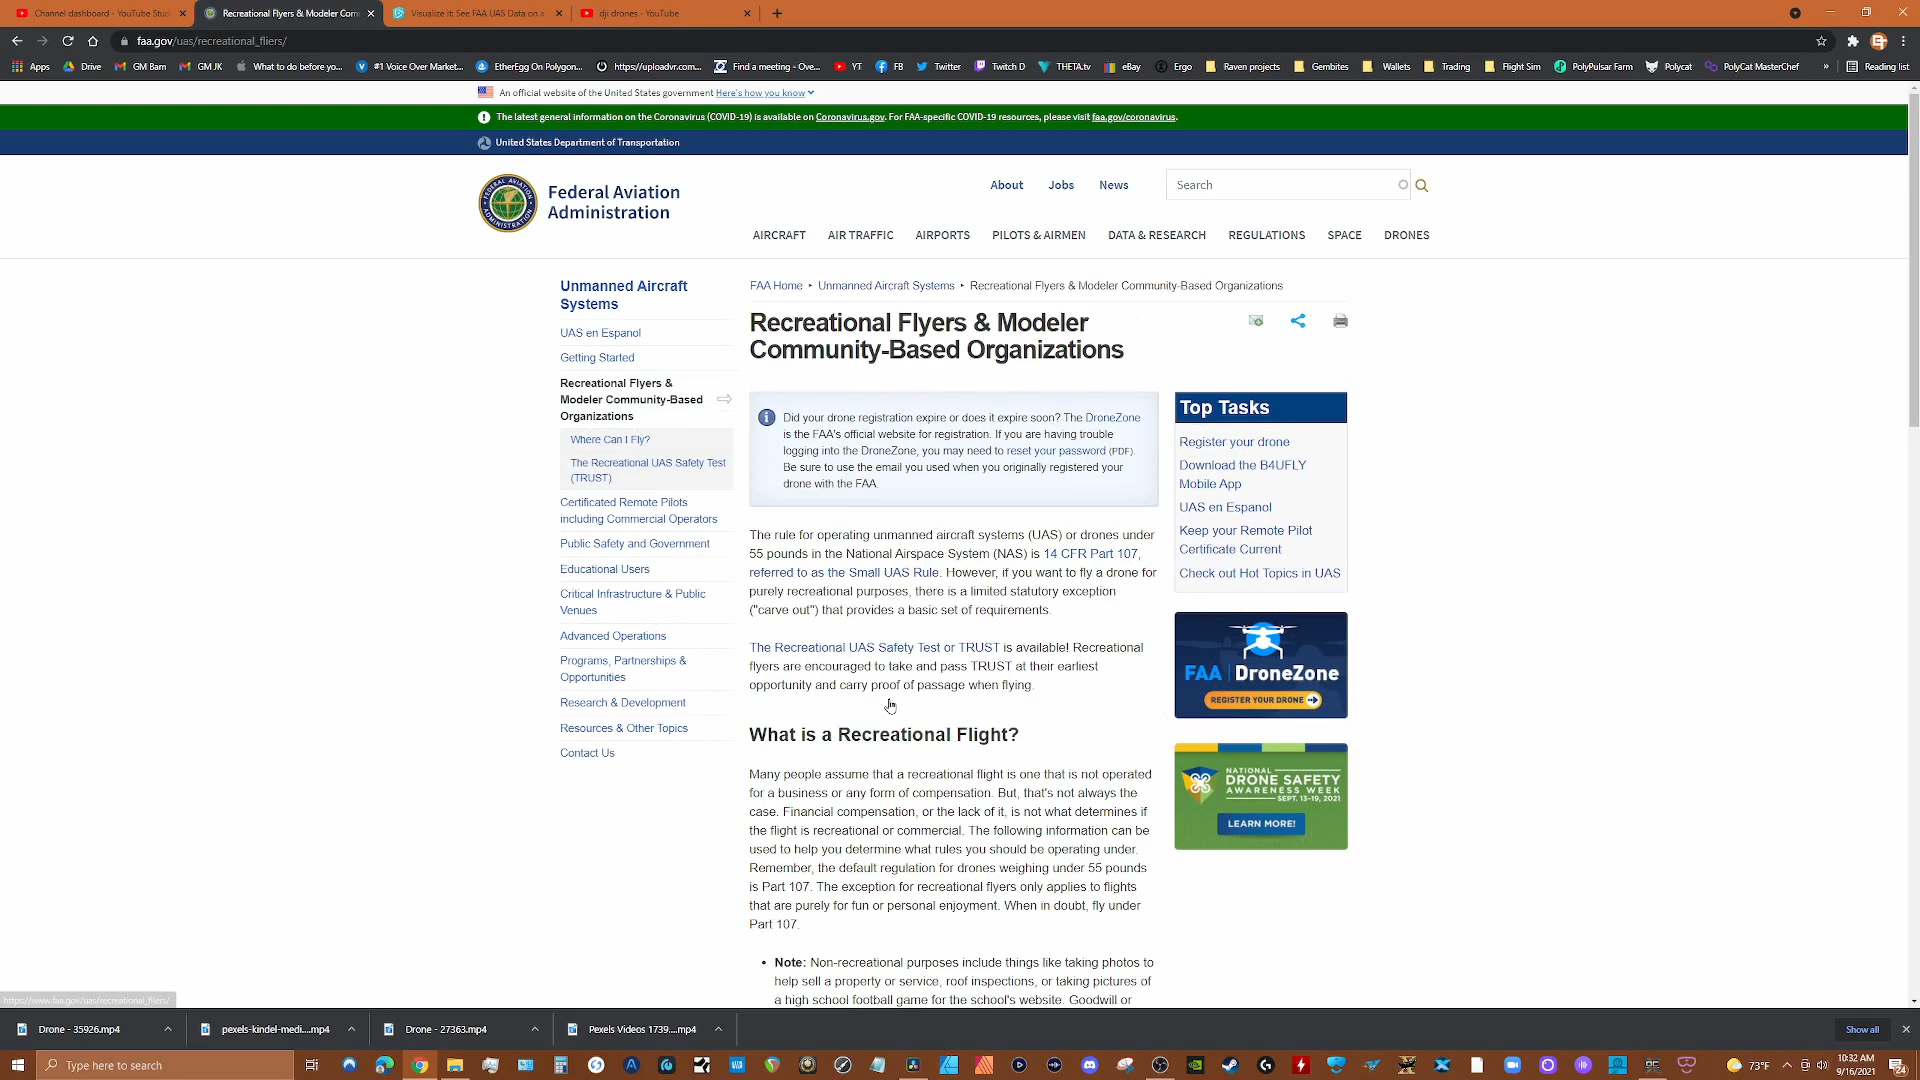 Channel dashboard - YouTube Stud
Recreational Flyers & Modeler Com
Visualize it: See FAA UAS Data on a
dji drones - YouTube
faa.gov/uas/recreational_fliers/
Apps
Drive
GM Bam
GM JK
What to do before yo...
#1 Voice Over Market...
EtherEgg On Polygon...
https://uploadvr.com...
Find a meeting - Ove...
YT
FB
Twitter
Twitch D
THETA.tv
eBay
Ergo
Raven projects
Gembites
Wallets
Trading
Flight Sim
PolyPulsar Farm
Polycat
PolyCat MasterChef
»
Reading list
An official website of the United States government Here's how you know
The latest general information on the Coronavirus (COVID-19) is available on Coronavirus.gov. For FAA-specific COVID-19 resources, please visit faa.gov/coronavirus.
United States Department of Transportation
Federal Aviation
Administration
About
Jobs
News
Search
AIRCRAFT
AIR TRAFFIC
AIRPORTS
PILOTS & AIRMEN
DATA & RESEARCH
REGULATIONS
SPACE
DRONES
Unmanned Aircraft
Systems
UAS en Espanol
Getting Started
Recreational Flyers &
Modeler Community-Based
Organizations
Where Can I Fly?
The Recreational UAS Safety Test
(TRUST)
Certificated Remote Pilots
including Commercial Operators
Public Safety and Government
Educational Users
Critical Infrastructure & Public
Venues
Advanced Operations
Programs, Partnerships &
Opportunities
Research & Development
Resources & Other Topics
Contact Us
FAA Home ▸ Unmanned Aircraft Systems ▸ Recreational Flyers & Modeler Community-Based Organizations
Recreational Flyers & Modeler
Community-Based Organizations
Did your drone registration expire or does it expire soon? The DroneZone
is the FAA's official website for registration. If you are having trouble
logging into the DroneZone, you may need to reset your password (PDF).
Be sure to use the email you used when you originally registered your
drone with the FAA.
The rule for operating unmanned aircraft systems (UAS) or drones under
55 pounds in the National Airspace System (NAS) is 14 CFR Part 107,
referred to as the Small UAS Rule. However, if you want to fly a drone for
purely recreational purposes, there is a limited statutory exception
("carve out") that provides a basic set of requirements.
The Recreational UAS Safety Test or TRUST is available! Recreational
flyers are encouraged to take and pass TRUST at their earliest
opportunity and carry proof of passage when flying.
What is a Recreational Flight?
Many people assume that a recreational flight is one that is not operated
for a business or any form of compensation. But, that's not always the
case. Financial compensation, or the lack of it, is not what determines if
the flight is recreational or commercial. The following information can be
used to help you determine what rules you should be operating under.
Remember, the default regulation for drones weighing under 55 pounds
is Part 107. The exception for recreational flyers only applies to flights
that are purely for fun or personal enjoyment. When in doubt, fly under
Part 107.
• Note: Non-recreational purposes include things like taking photos to
help sell a property or service, roof inspections, or taking pictures of
a high school football game for the school's website. Goodwill or
Top Tasks
Register your drone
Download the B4UFLY
Mobile App
UAS en Espanol
Keep your Remote Pilot
Certificate Current
Check out Hot Topics in UAS
FAA DroneZone
REGISTER YOUR DRONE
NATIONAL
DRONE SAFETY
AWARENESS WEEK
SEPT. 13-19, 2021
LEARN MORE!
https://www.faa.gov/uas/recreational_fliers/
Drone - 35926.mp4
pexels-kindel-medi....mp4
Drone - 27363.mp4
Pexels Videos 1739....mp4
Show all
Type here to search
73°F
10:32 AM
9/16/2021
24